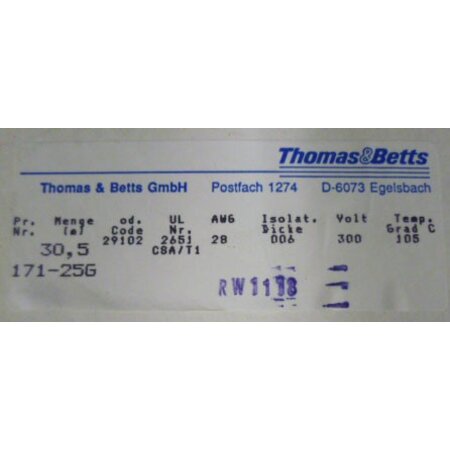 Thomas&Betts
Thomas & Betts GmbH Postfach 1274 D-6073 Egelsbach
Pr. Menge od. UL AWG Isolat. Volt Temp.
Nr. [m] Code Nr. Dicke Grad C
30,5 29102 2651 28 006 300 105
CSA/T1
171-25G
RW1118